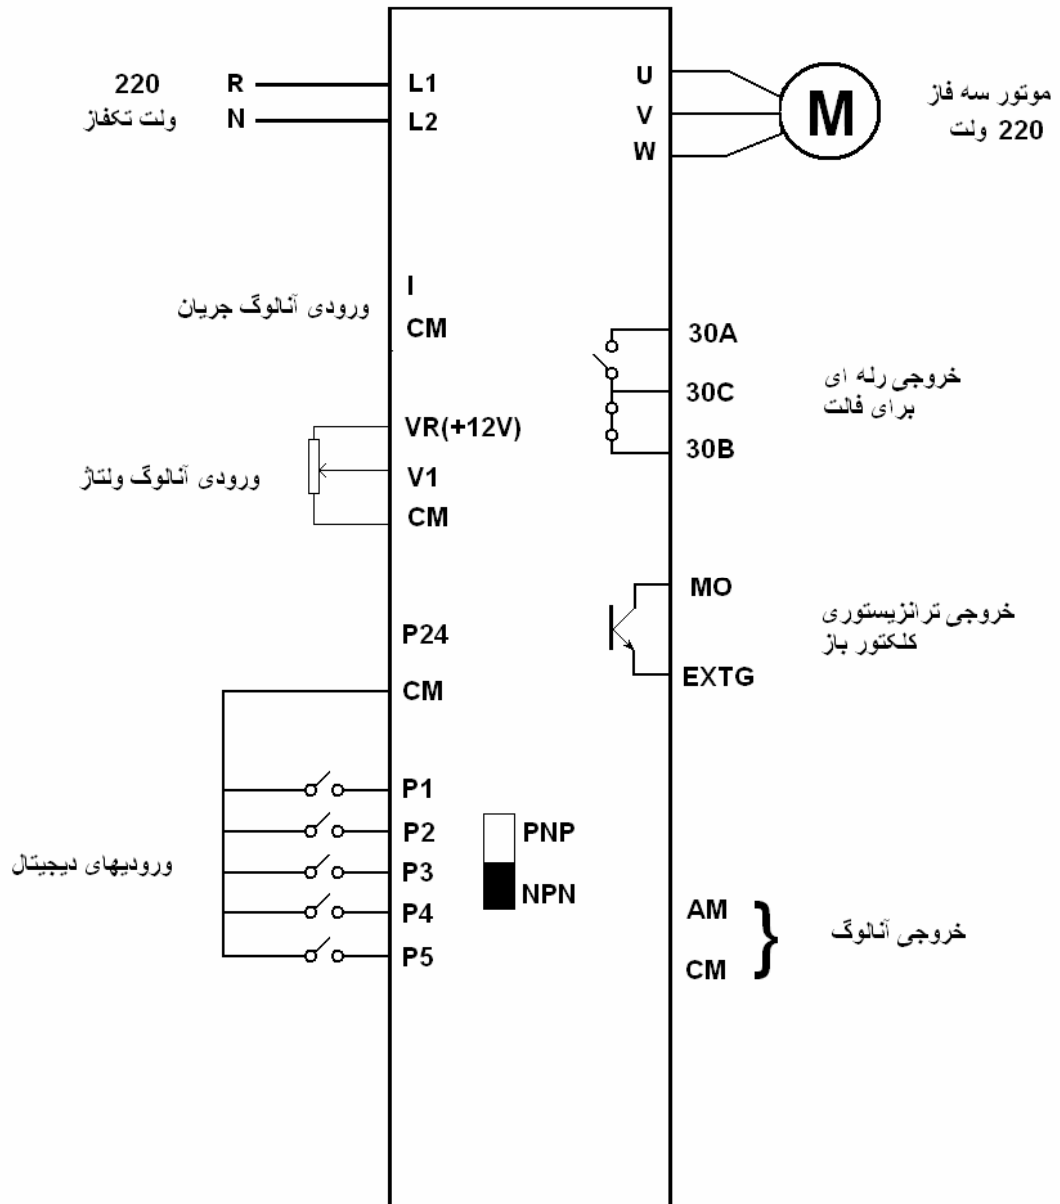 220
ولت تکفاز
R
N
L1
L2
U
V
W
M
موتور سه فاز
220 ولت
I
CM
ورودی آنالوگ جریان
30A
30C
30B
خروجی رله ای
برای فالت
VR(+12V)
V1
CM
ورودی آنالوگ ولتاژ
MO
EXTG
خروجی ترانزیستوری
کلکتور باز
P24
CM
P1
P2
P3
P4
P5
ورودیهای دیجیتال
PNP
NPN
AM
CM
خروجی آنالوگ